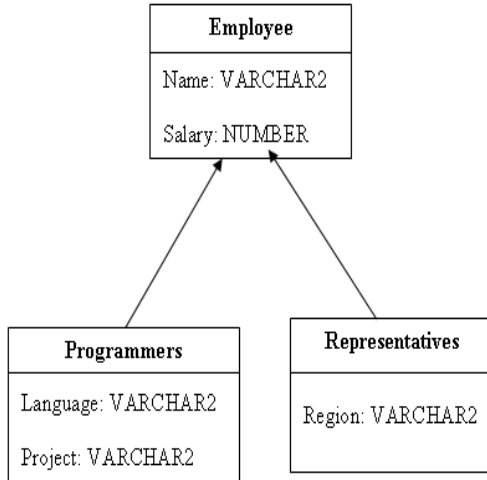 Employee
Name: VARCHAR2
Salary: NUMBER
Programmers
Language: VARCHAR2
Project: VARCHAR2
Representatives
Region: VARCHAR2